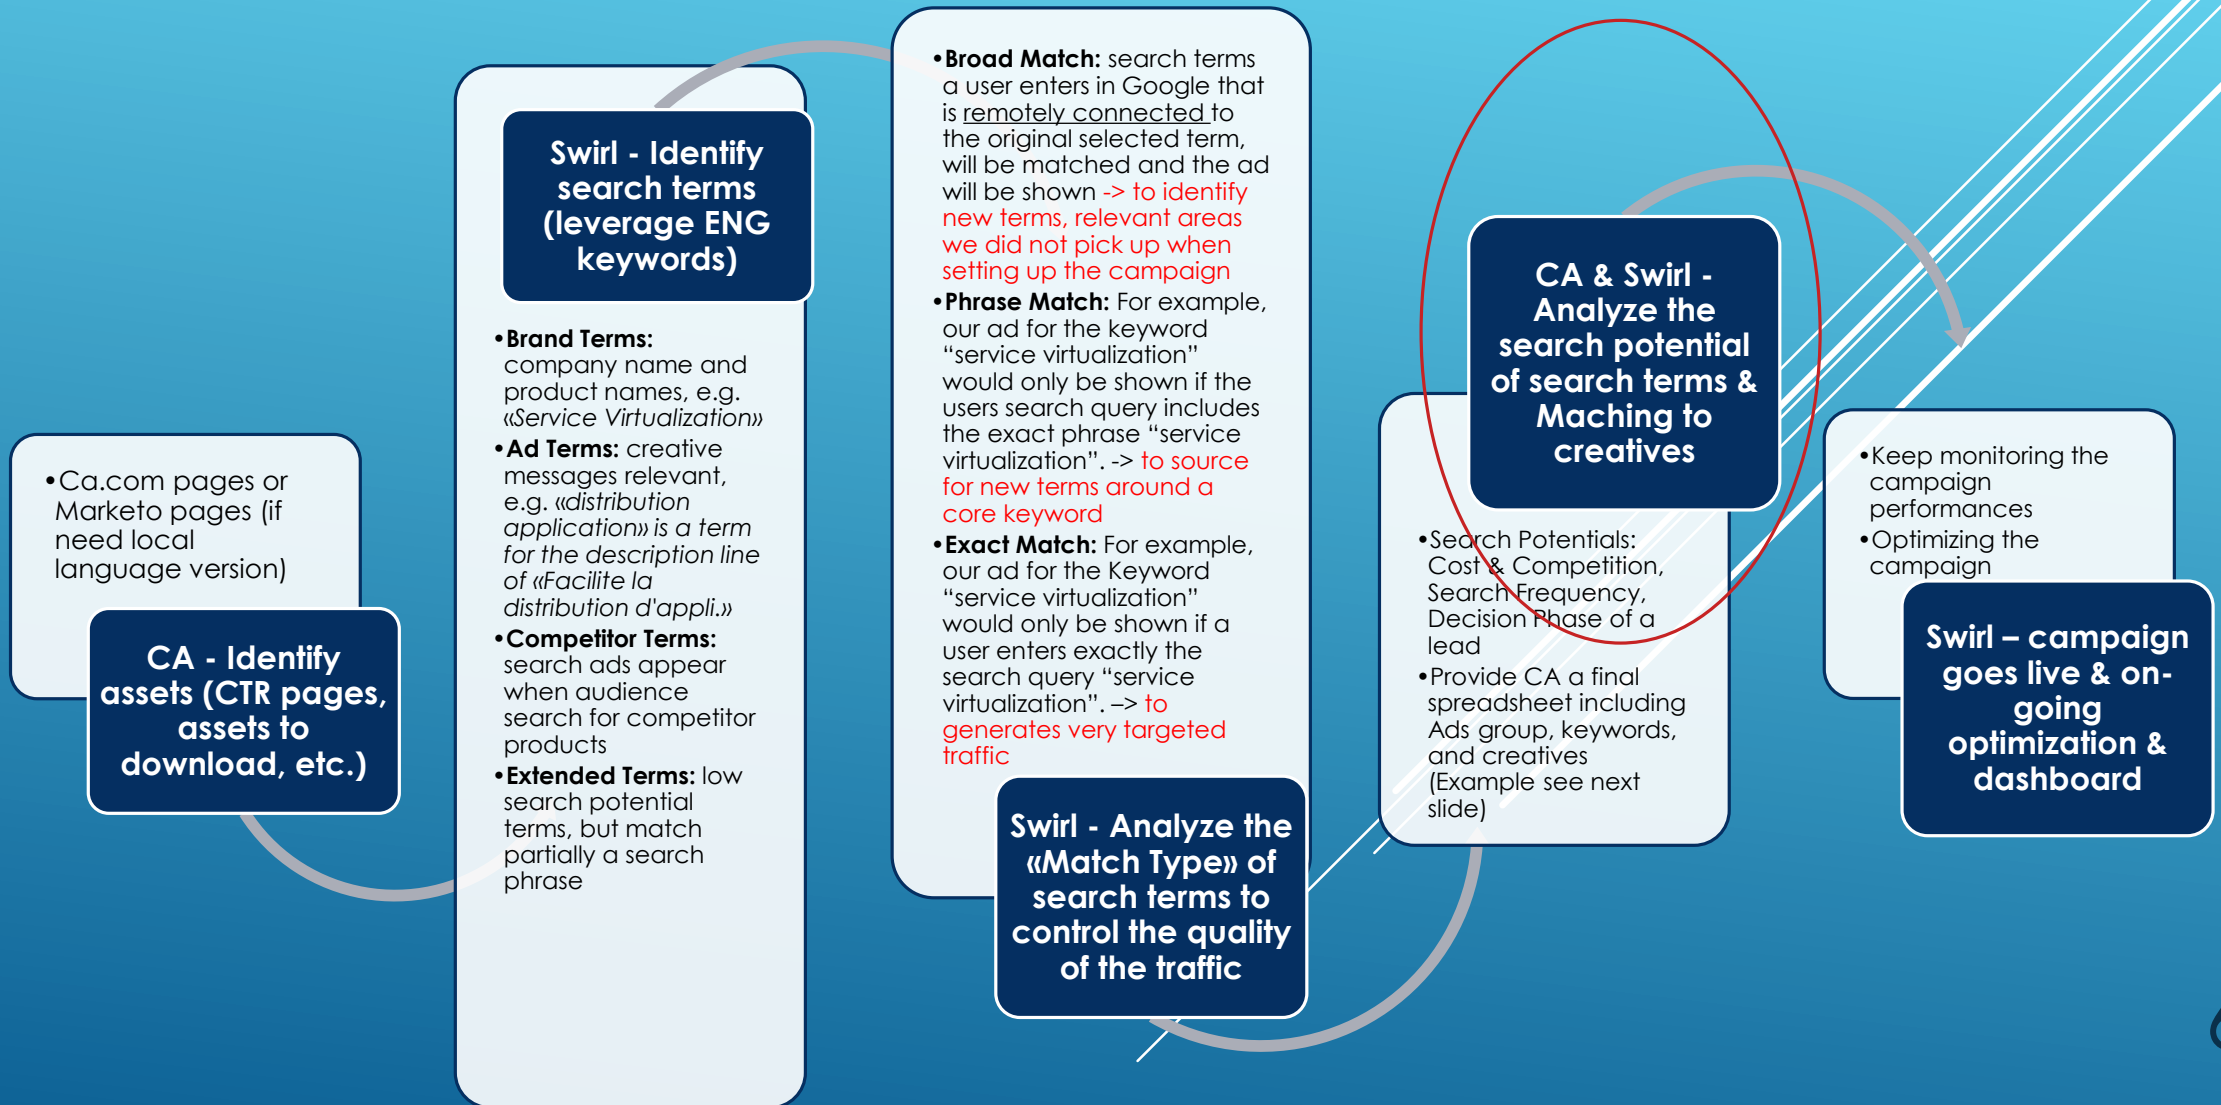 •Ca.com pages or
Marketo pages (if
need local
language version)
CA - Identify
assets (CTR pages,
assets to
download, etc.)
Swirl - Identify
search terms
(leverage ENG
keywords)
•Brand Terms:
company name and
product names, e.g.
«Service Virtualization»
•Ad Terms: creative
messages relevant,
e.g. «distribution
application» is a term
for the description line
of «Facilite la
distribution d'appli.»
•Competitor Terms:
search ads appear
when audience
search for competitor
products
•Extended Terms: low
search potential
terms, but match
partially a search
phrase
•Broad Match: search terms
a user enters in Google that
is remotely connected to
the original selected term,
will be matched and the ad
will be shown -> to identify
new terms, relevant areas
we did not pick up when
setting up the campaign
•Phrase Match: For example,
our ad for the keyword
“service virtualization”
would only be shown if the
users search query includes
the exact phrase “service
virtualization”. -> to source
for new terms around a
core keyword
•Exact Match: For example,
our ad for the Keyword
“service virtualization”
would only be shown if a
user enters exactly the
search query “service
virtualization”. –> to
generates very targeted
traffic
Swirl - Analyze the
«Match Type» of
search terms to
control the quality
of the traffic
CA & Swirl -
Analyze the
search potential
of search terms &
Maching to
creatives
•Search Potentials:
Cost & Competition,
Search Frequency,
Decision Phase of a
lead
•Provide CA a final
spreadsheet including
Ads group, keywords,
and creatives
(Example see next
slide)
•Keep monitoring the
campaign
performances
•Optimizing the
campaign
Swirl – campaign
goes live & on-
going
optimization &
dashboard